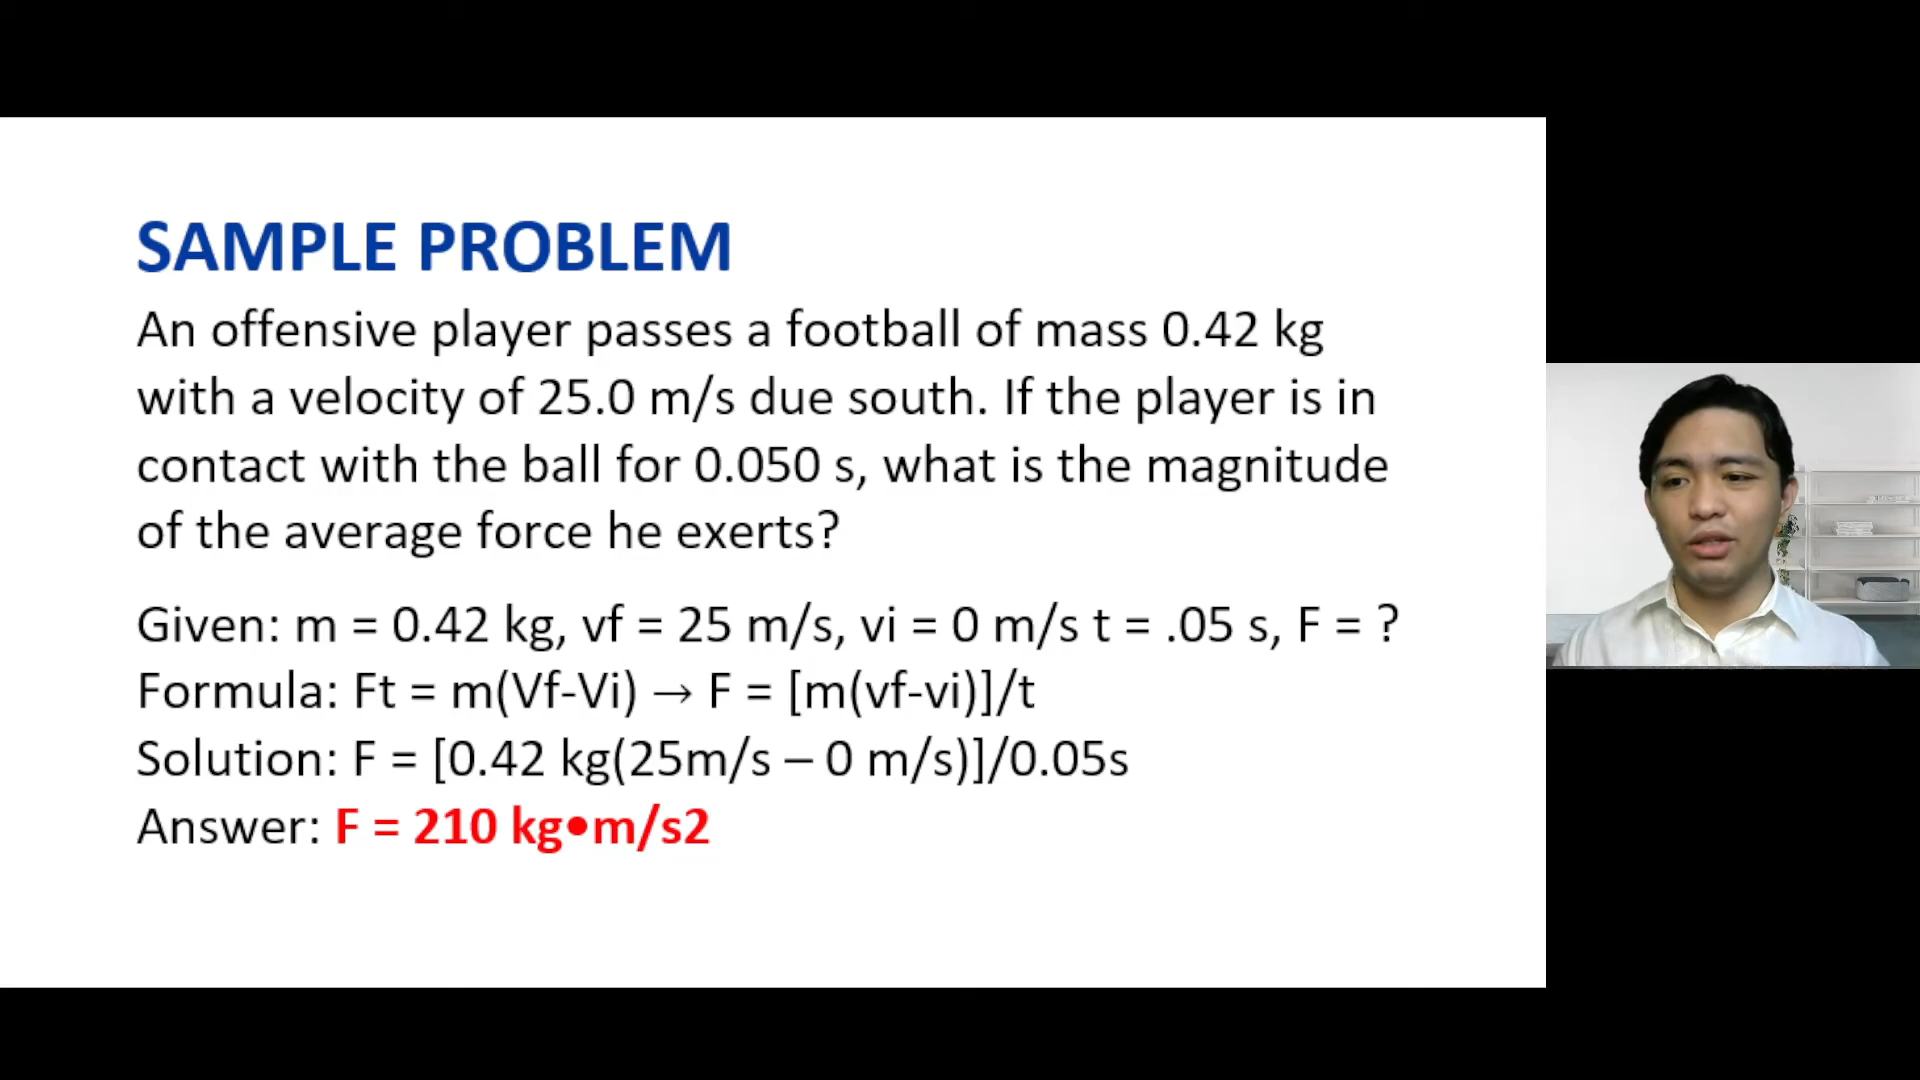 SAMPLE PROBLEM
An offensive player passes a football of mass 0.42 kg
with a velocity of 25.0 m/s due south. If the player is in
contact with the ball for 0.050 s, what is the magnitude
of the average force he exerts?
Given: m = 0.42 kg, vf = 25 m/s, vi = 0 m/s t = .05 s, F = ?
Formula: Ft = m(Vf-Vi) → F = [m(vf-vi)]/t
Solution: F = [0.42 kg(25m/s – 0 m/s)]/0.05s
Answer: F = 210 kg•m/s2